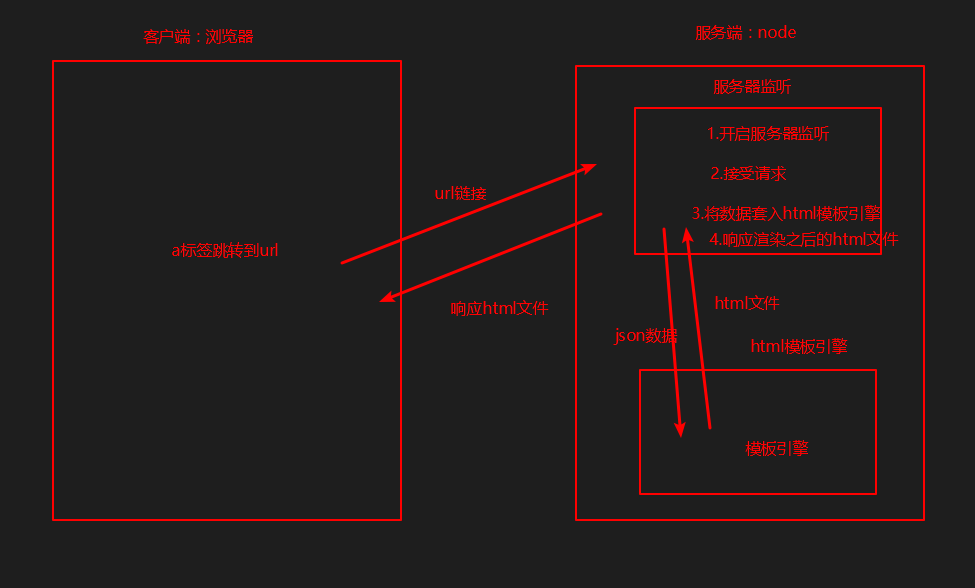 客户端：浏览器
服务端：node
服务器监听
1.开启服务器监听
2.接受请求
3.将数据套入html模板引擎
4.响应渲染之后的html文件
url链接
a标签跳转到url
响应html文件
html文件
json数据
html模板引擎
模板引擎